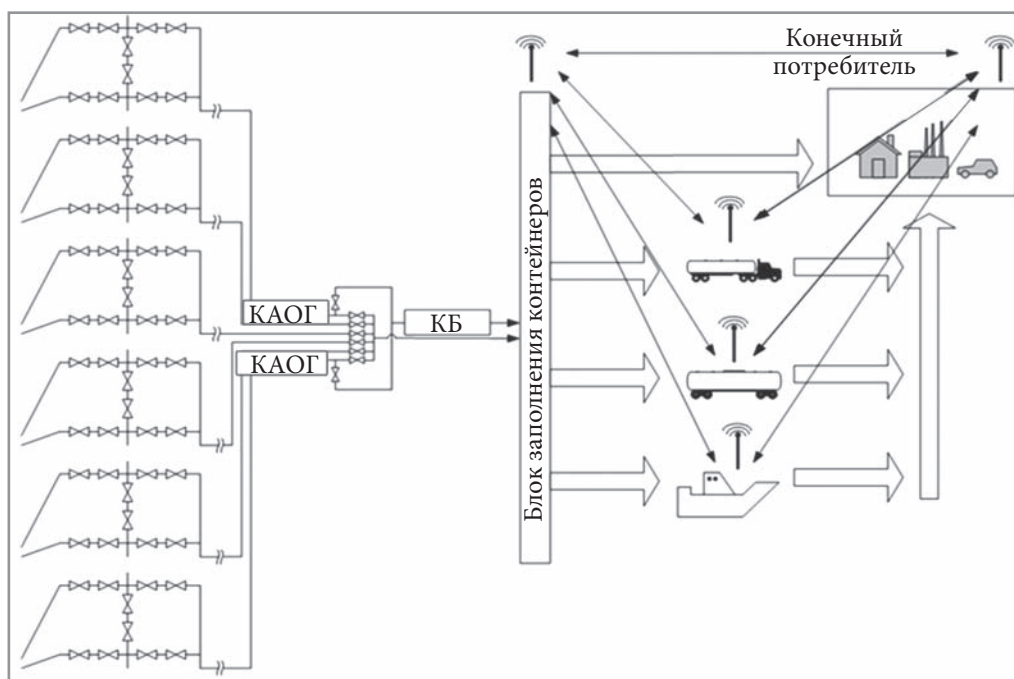 Конечный
потребитель
КАОГ
КБ
КАОГ
Блок заполнения контейнеров